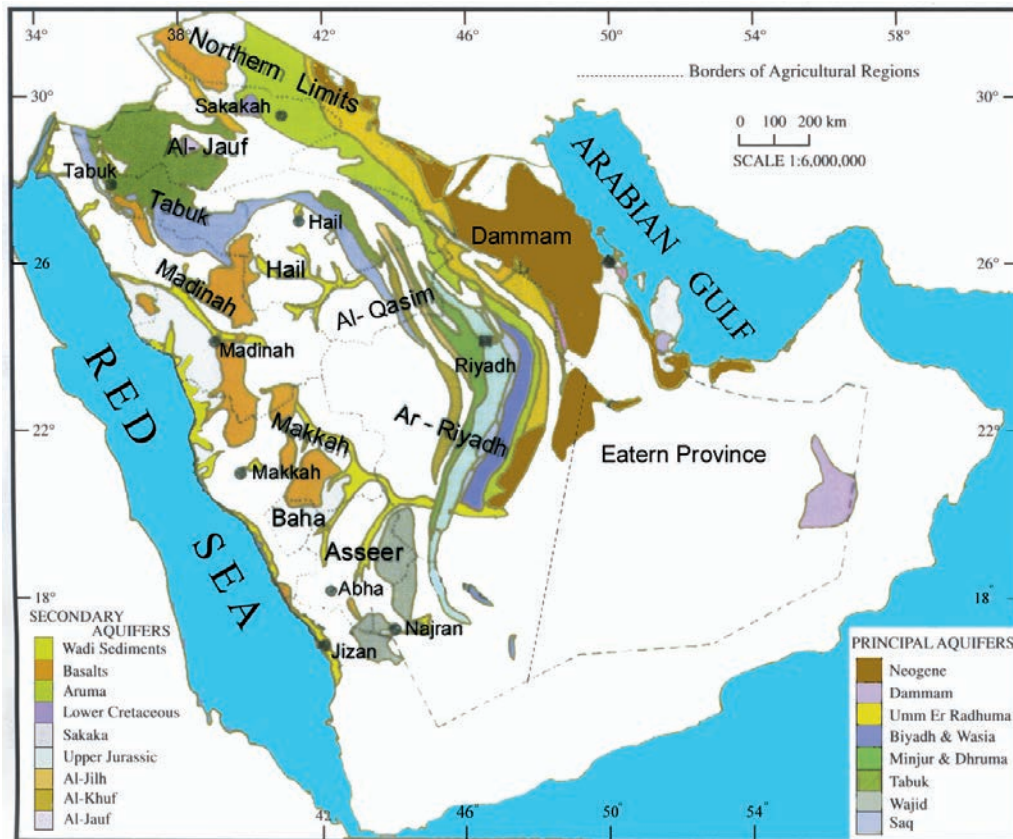 34° 38° 42° 46° 50° 54° 58°
Northern Limits
Borders of Agricultural Regions
30° 30°
0 100 200 km
SCALE 1:6,000,000
Sakakah
Al- Jauf
Tabuk
Tabuk
Hail
Hail
Dammam
ARABIAN GULF
26 26°
Madinah
Madinah
Al- Qasim
Riyadh
Ar - Riyadh
RED SEA
22° 22°
Makkah
Makkah
Eatern Province
Baha
Asseer
Abha
18° 18°
Najran
Jizan
SECONDARY
AQUIFERS
Wadi Sediments
Basalts
Aruma
Lower Cretaceous
Sakaka
Upper Jurassic
Al-Jilh
Al-Khuf
Al-Jauf
PRINCIPAL AQUIFERS
Neogene
Dammam
Umm Er Radhuma
Biyadh & Wasia
Minjur & Dhruma
Tabuk
Wajid
Saq
46° 50° 54°